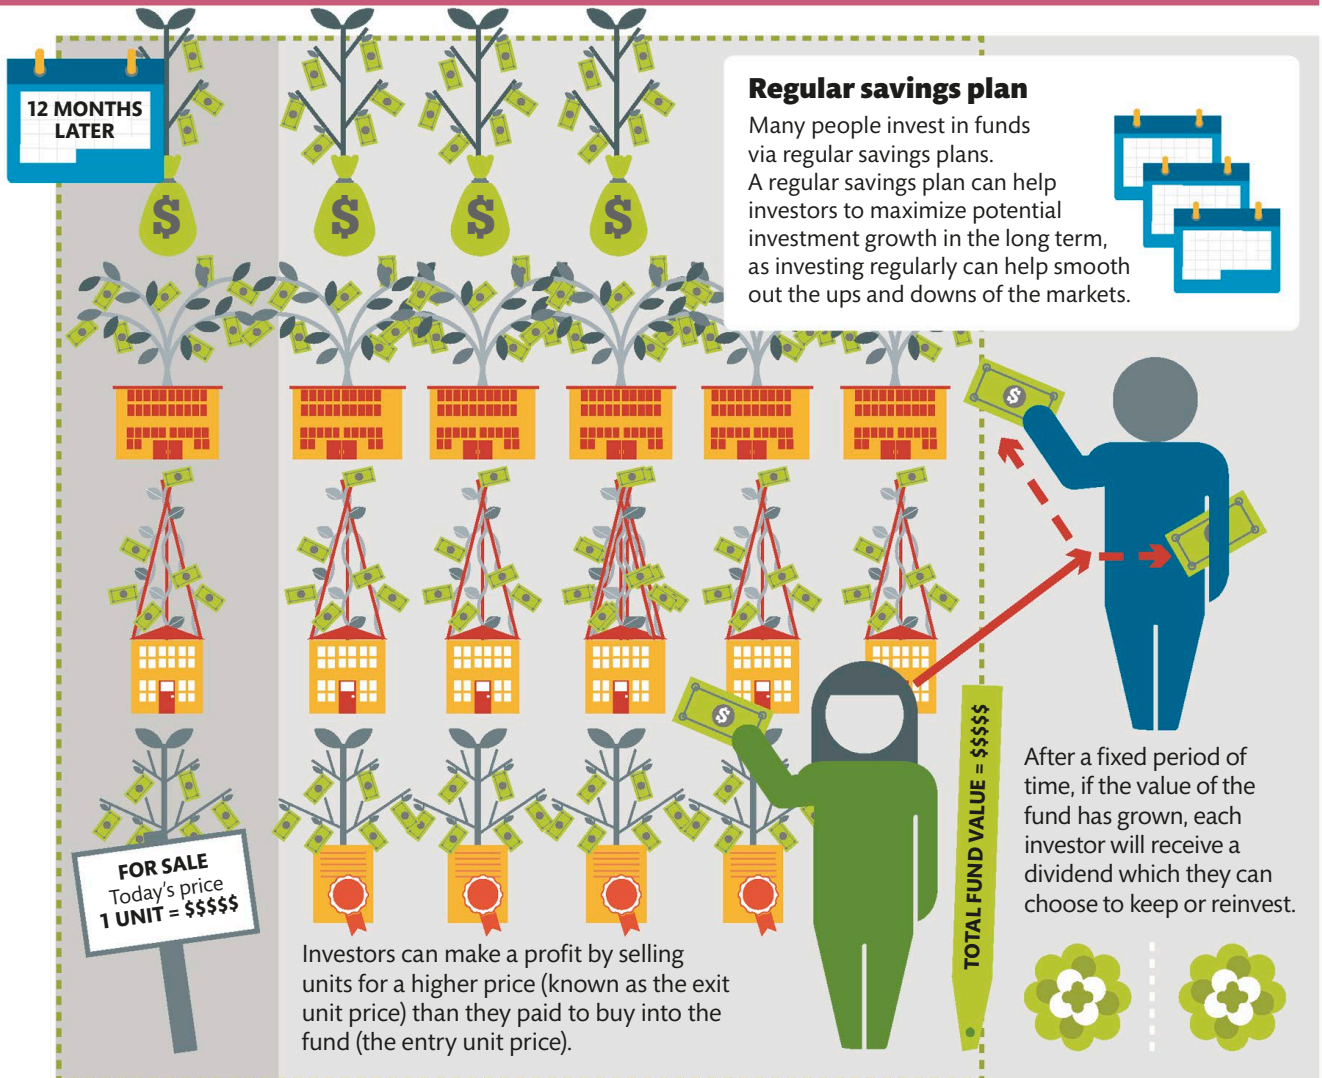 12 MONTHS
LATER
$
$
$
$
Regular savings plan
Many people invest in funds
via regular savings plans.
A regular savings plan can help
investors to maximize potential
investment growth in the long term,
as investing regularly can help smooth
out the ups and downs of the markets.
$
$
FOR SALE
Today's price
1 UNIT = $$$$$
Investors can make a profit by selling
units for a higher price (known as the exit
unit price) than they paid to buy into the
fund (the entry unit price).
TOTAL FUND VALUE = $$$$$
After a fixed period of
time, if the value of the
fund has grown, each
investor will receive a
dividend which they can
choose to keep or reinvest.